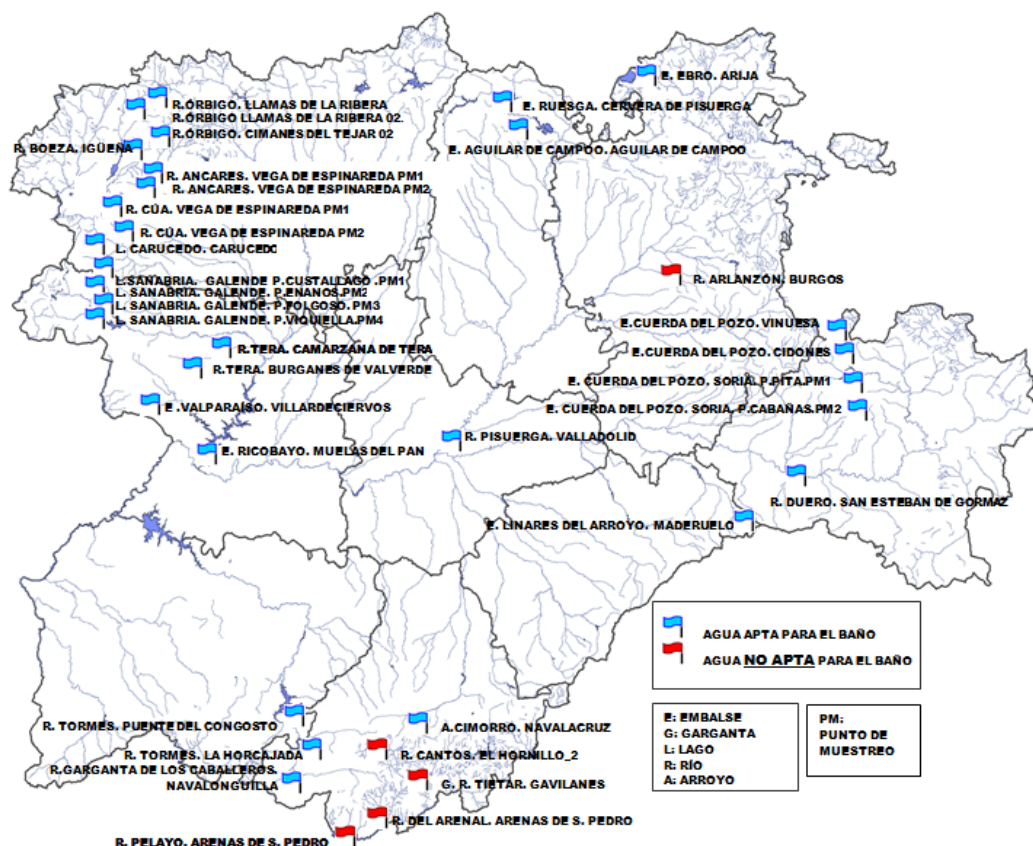 E. EBRO. ARIJA
R.ÓRBIGO. LLAMAS DE LA RIBERA
R.ÓRBIGO LLAMAS DE LA RIBERA 02.
E. RUESGA. CERVERA DE PISUERGA
R.ÓRBIGO. CIMANES DEL TEJAR 02
R. BOEZA. IGÜEÑA
E. AGUILAR DE CAMPOO. AGUILAR DE CAMPOO
R. ANCARES. VEGA DE ESPINAREDA PM1
R. ANCARES. VEGA DE ESPINAREDA PM2
R. CÚA. VEGA DE ESPINAREDA PM1
R. CÚA. VEGA DE ESPINAREDA PM2
L. CARUCEDO. CARUCEDO
R. ARLANZÓN. BURGOS
L.SANABRIA. GALENDE P.CUSTALLAGO .PM1
L. SANABRIA. GALENDE. P.ENANOS.PM2
L. SANABRIA. GALENDE. P.FOLGOSO.PM3
L. SANABRIA. GALENDE. P.VIQUIELLA.PM4
E.CUERDA DEL POZO. VINUESA
R.TERA. CAMARZANA DE TERA
E.CUERDA DEL POZO. CIDONES
R.TERA. BURGANES DE VALVERDE
E. CUERDA DEL POZO. SORIA. P.PITA.PM1
E .VALPARAÍSO. VILLARDECIERVOS
E. CUERDA DEL POZO. SORIA. P.CABAÑAS.PM2
R. PISUERGA. VALLADOLID
E. RICOBAYO. MUELAS DEL PAN
R. DUERO. SAN ESTEBAN DE GORMAZ
E. LINARES DEL ARROYO. MADERUELO
AGUA APTA PARA EL BAÑO
AGUA NO APTA PARA EL BAÑO
E: EMBALSE
G: GARGANTA
L: LAGO
R: RÍO
A: ARROYO
PM:
PUNTO DE
MUESTREO
R. TORMES. PUENTE DEL CONGOSTO
A.CIMORRO. NAVALACRUZ
R. TORMES. LA HORCAJADA
R. CANTOS. EL HORNILLO_2
R.GARGANTA DE LOS CABALLEROS.
NAVALONGUILLA
G. R. TIETAR. GAVILANES
R. DEL ARENAL. ARENAS DE S. PEDRO
R. PELAYO. ARENAS DE S. PEDRO